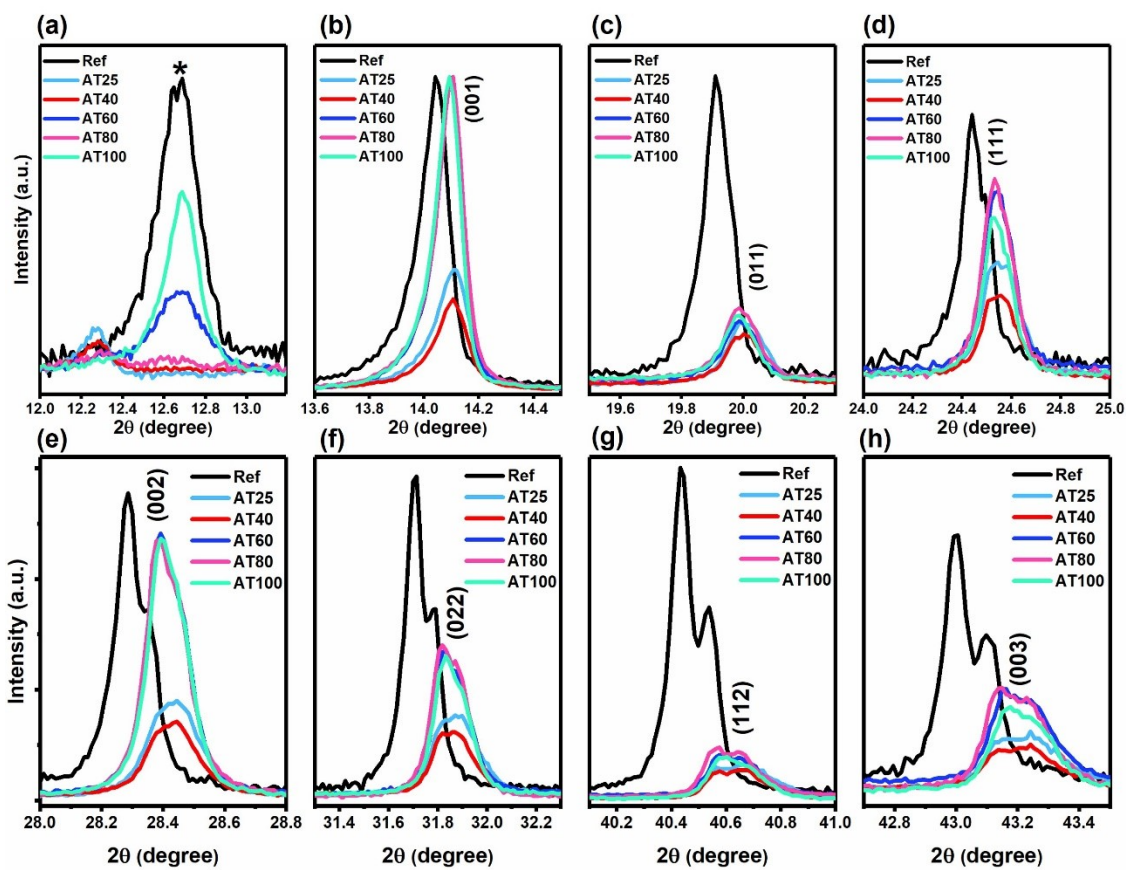 (a)
Ref
AT25
AT40
AT60
AT80
AT100
*
Intensity (a.u.)
12.0 12.2 12.4 12.6 12.8 13.0
2θ (degree)
(b)
Ref
AT25
AT40
AT60
AT80
AT100
(001)
13.6 13.8 14.0 14.2 14.4
2θ (degree)
(c)
Ref
AT25
AT40
AT60
AT80
AT100
(011)
19.6 19.8 20.0 20.2
2θ (degree)
(d)
Ref
AT25
AT40
AT60
AT80
AT100
(111)
24.0 24.2 24.4 24.6 24.8 25.0
2θ (degree)
(e)
(002)
Ref
AT25
AT40
AT60
AT80
AT100
Intensity (a.u.)
28.0 28.2 28.4 28.6 28.8
2θ (degree)
(f)
Ref
AT25
AT40
AT60
AT80
AT100
(022)
31.4 31.6 31.8 32.0 32.2
2θ (degree)
(g)
Ref
AT25
AT40
AT60
AT80
AT100
(112)
40.2 40.4 40.6 40.8 41.0
2θ (degree)
(h)
Ref
AT25
AT40
AT60
AT80
AT100
(003)
42.8 43.0 43.2 43.4
2θ (degree)